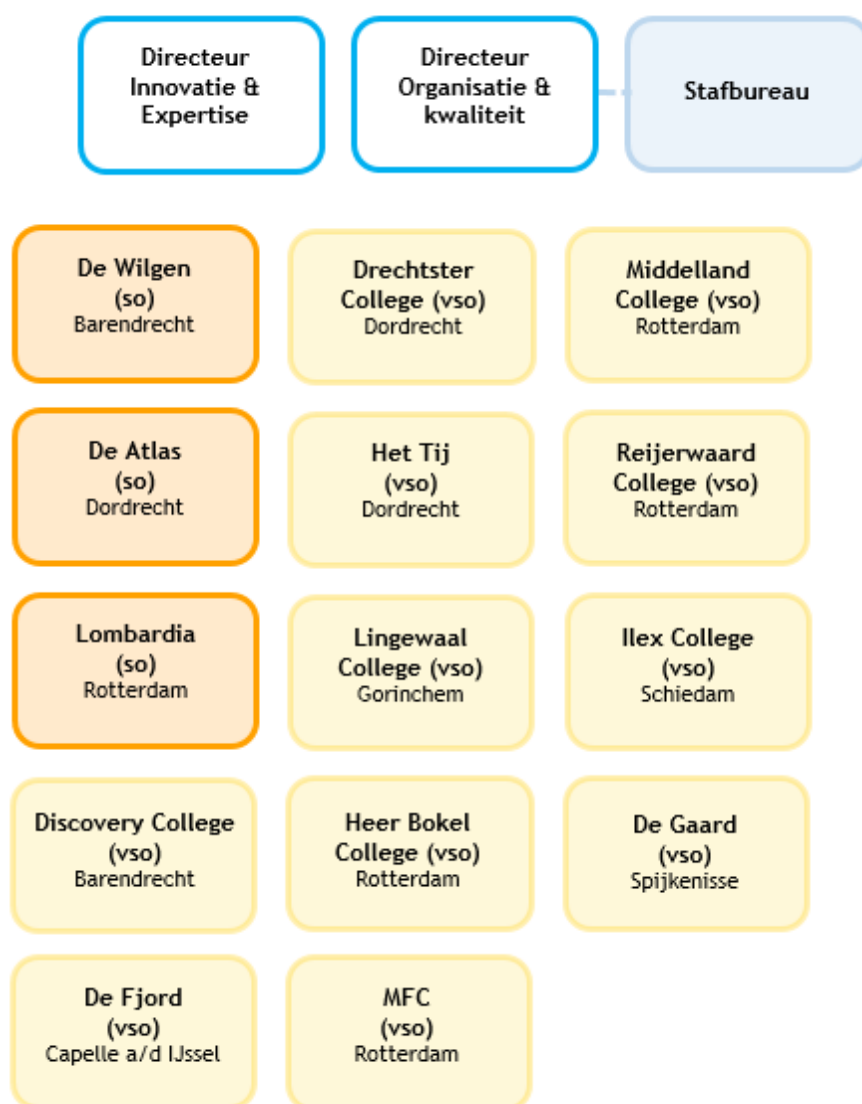 Directeur
Innovatie &
Expertise
Directeur
Organisatie &
kwaliteit
Stafbureau
De Wilgen
(so)
Barendrecht
Drechtster
College (vso)
Dordrecht
Middelland
College (vso)
Rotterdam
De Atlas
(so)
Dordrecht
Het Tij
(vso)
Dordrecht
Reijerwaard
College (vso)
Rotterdam
Lombardia
(so)
Rotterdam
Lingewaal
College (vso)
Gorinchem
Ilex College
(vso)
Schiedam
Discovery College
(vso)
Barendrecht
Heer Bokel
College (vso)
Rotterdam
De Gaard
(vso)
Spijkenisse
De Fjord
(vso)
Capelle a/d IJssel
MFC
(vso)
Rotterdam